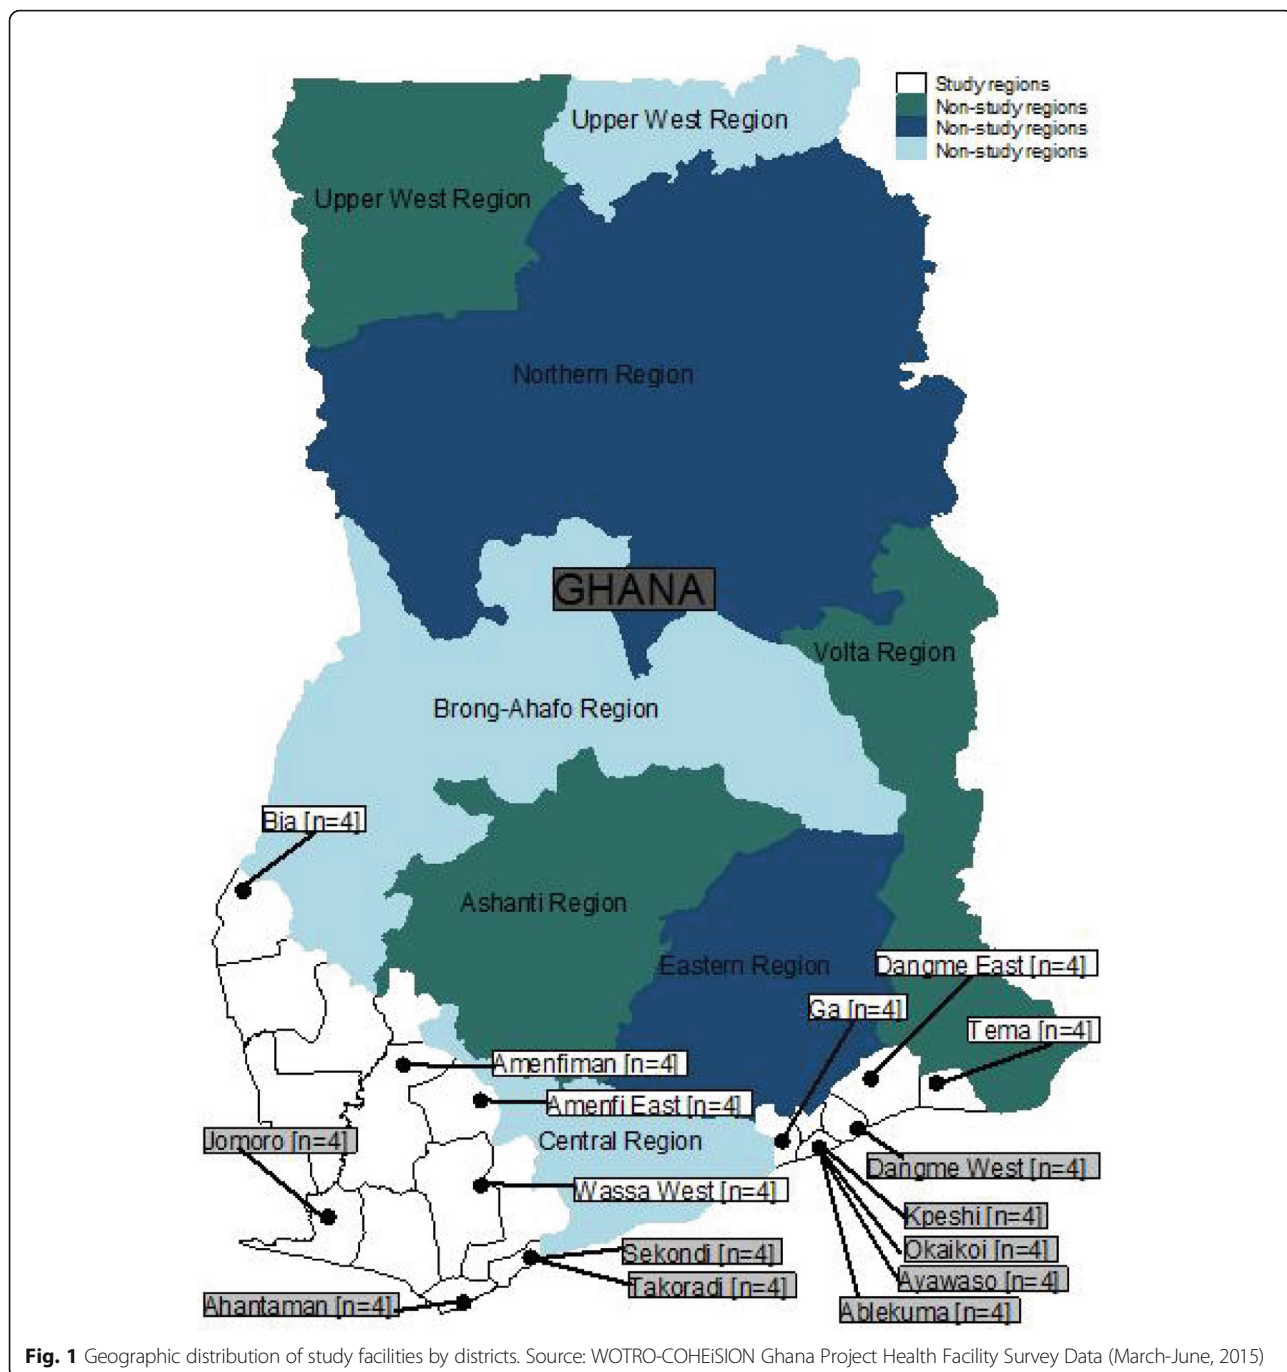 Study regions
Non-study regions
Non-study regions
Non-study regions
Upper West Region
Upper West Region
Northern Region
GHANA
Volta Region
Brong-Ahafo Region
Bia [n=4]
Ashanti Region
Eastern Region
Dangme East [n=4]
Ga [n=4]
Tema [n=4]
Amenfiman [n=4]
Amenfi East [n=4]
Jomoro [n=4]
Central Region
Dangme West [n=4]
Wassa West [n=4]
Kpeshi [n=4]
Okaikoi [n=4]
Sekondi [n=4]
Ayawaso [n=4]
Takoradi [n=4]
Ahantaman [n=4]
Ablekuma [n=4]
Fig. 1 Geographic distribution of study facilities by districts. Source: WOTRO-COHEiSION Ghana Project Health Facility Survey Data (March-June, 2015)